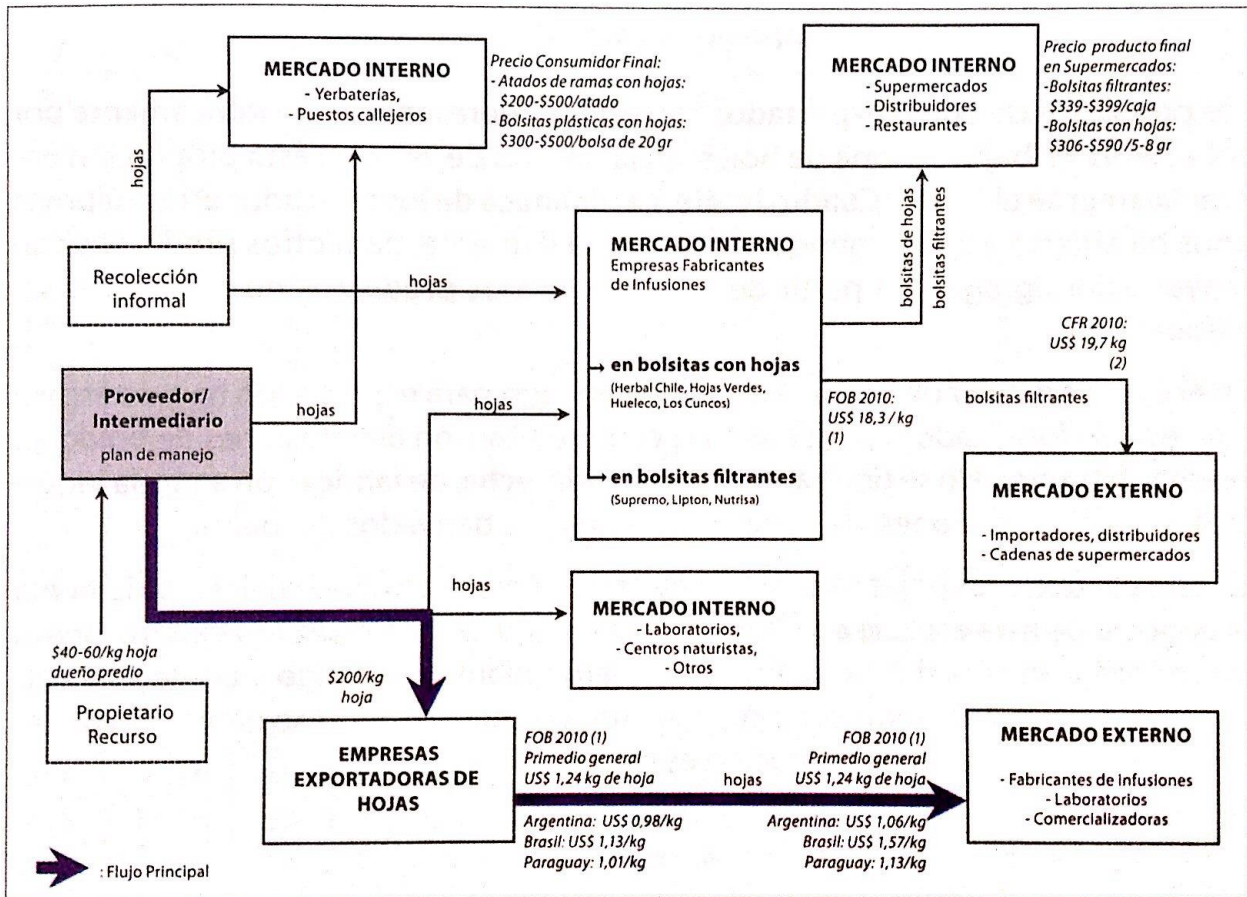 MERCADO INTERNO
- Yerbaterías,
- Puestos callejeros
Precio Consumidor Final:
- Atados de ramas con hojas:
$200-$500/atado
- Bolsitas plásticas con hojas:
$300-$500/bolsa de 20 gr
MERCADO INTERNO
- Supermercados
- Distribuidores
- Restaurantes
Precio producto final
en Supermercados:
- Bolsitas filtrantes:
$339-$399/caja
-Bolsitas con hojas:
$306-$590 /5-8 gr
hojas
Recolección
informal
hojas
MERCADO INTERNO
Empresas Fabricantes
de Infusiones
en bolsitas con hojas
(Herbal Chile, Hojas Verdes,
Hueleco, Los Cuncos)
en bolsitas filtrantes
(Supremo, Lipton, Nutrisa)
bolsitas de hojas
bolsitas filtrantes
CFR 2010:
US$ 19,7 kg
(2)
FOB 2010:
US$ 18,3 / kg
(1)
bolsitas filtrantes
Proveedor/
Intermediario
plan de manejo
hojas
hojas
MERCADO EXTERNO
- Importadores, distribuidores
- Cadenas de supermercados
hojas
MERCADO INTERNO
- Laboratorios,
- Centros naturistas,
- Otros
$40-60/kg hoja
dueño predio
Propietario
Recurso
$200/kg
hoja
EMPRESAS
EXPORTADORAS DE
HOJAS
FOB 2010 (1)
Primedio general
US$ 1,24 kg de hoja
hojas
FOB 2010 (1)
Primedio general
US$ 1,24 kg de hoja
Argentina: US$ 0,98/kg
Brasil: US$ 1,13/kg
Paraguay: 1,01/kg
Argentina: US$ 1,06/kg
Brasil: US$ 1,57/kg
Paraguay: 1,13/kg
MERCADO EXTERNO
- Fabricantes de infusiones
- Laboratorios
- Comercializadoras
: Flujo Principal